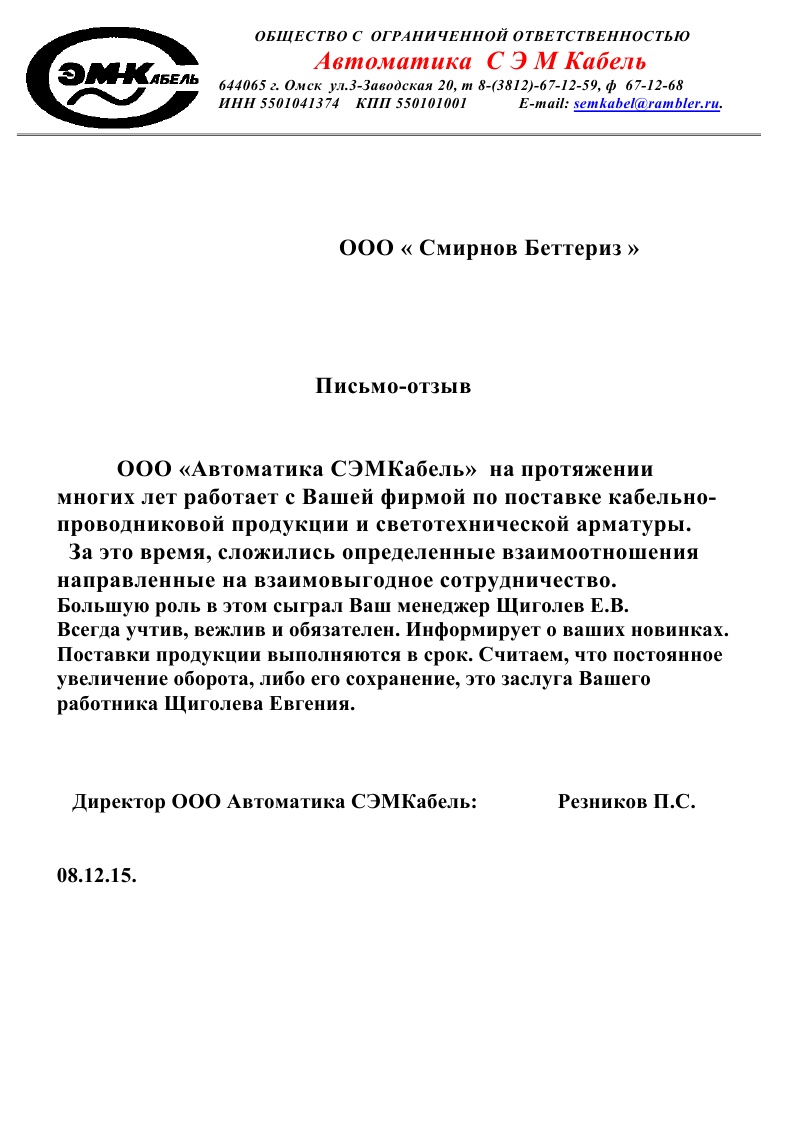 СЭМ-КАБЕЛЬ
ОБЩЕСТВО С ОГРАНИЧЕННОЙ ОТВЕТСТВЕННОСТЬЮ
Автоматика С Э М Кабель
644065 г. Омск ул.3-Заводская 20, т 8-(3812)-67-12-59, ф 67-12-68
ИНН 5501041374 КПП 550101001 E-mail: semkabel@rambler.ru.
ООО « Смирнов Беттериз »
Письмо-отзыв
ООО «Автоматика СЭМКабель» на протяжении
многих лет работает с Вашей фирмой по поставке кабельно-
проводниковой продукции и светотехнической арматуры.
За это время, сложились определенные взаимоотношения
направленные на взаимовыгодное сотрудничество.
Большую роль в этом сыграл Ваш менеджер Щиголев Е.В.
Всегда учтив, вежлив и обязателен. Информирует о ваших новинках.
Поставки продукции выполняются в срок. Считаем, что постоянное
увеличение оборота, либо его сохранение, это заслуга Вашего
работника Щиголева Евгения.
Директор ООО Автоматика СЭМКабель: Резников П.С.
08.12.15.